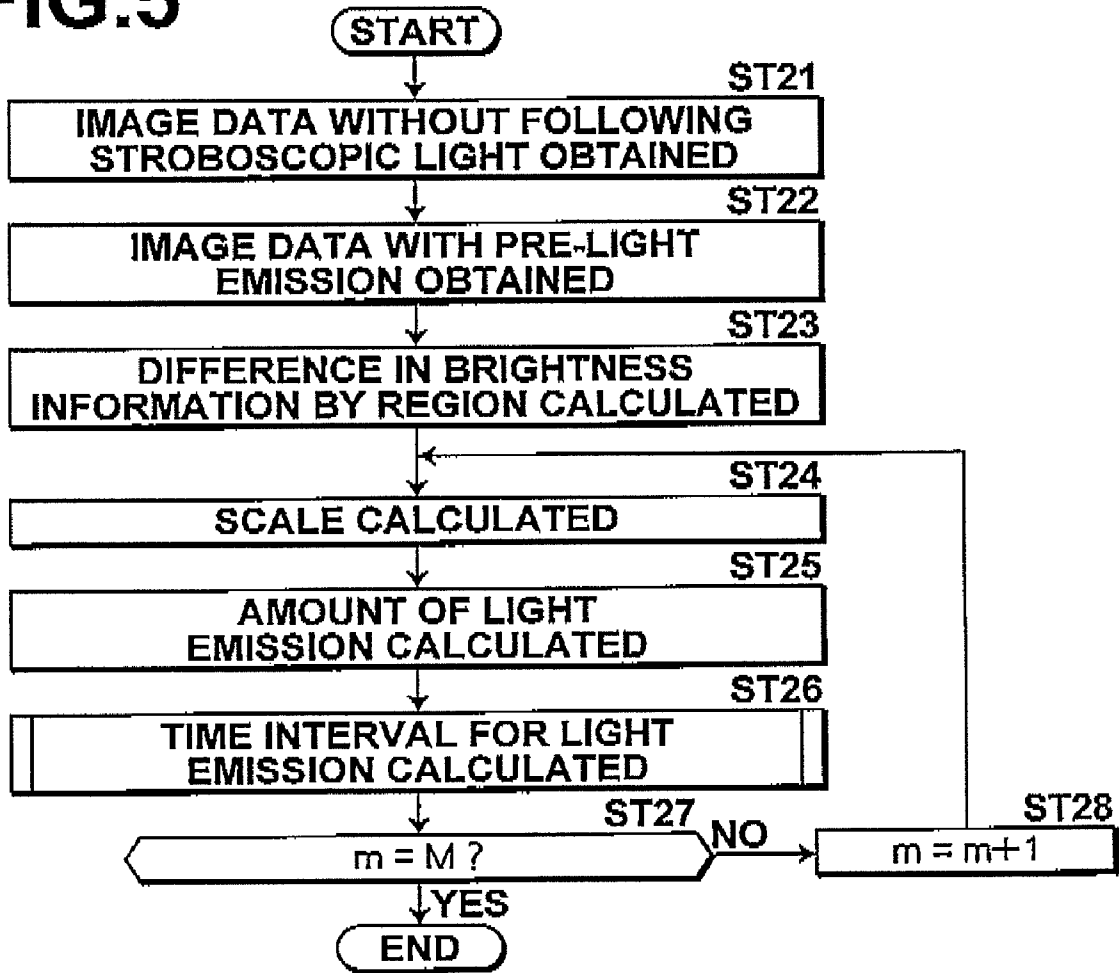 FIG.5
START
ST21
IMAGE DATA WITHOUT FOLLOWING
STROBOSCOPIC LIGHT OBTAINED
ST22
IMAGE DATA WITH PRE-LIGHT
EMISSION OBTAINED
ST23
DIFFERENCE IN BRIGHTNESS
INFORMATION BY REGION CALCULATED
ST24
SCALE CALCULATED
ST25
AMOUNT OF LIGHT
EMISSION CALCULATED
ST26
TIME INTERVAL FOR LIGHT
EMISSION CALCULATED
ST27
m = M ?
NO
ST28
m = m+1
YES
END